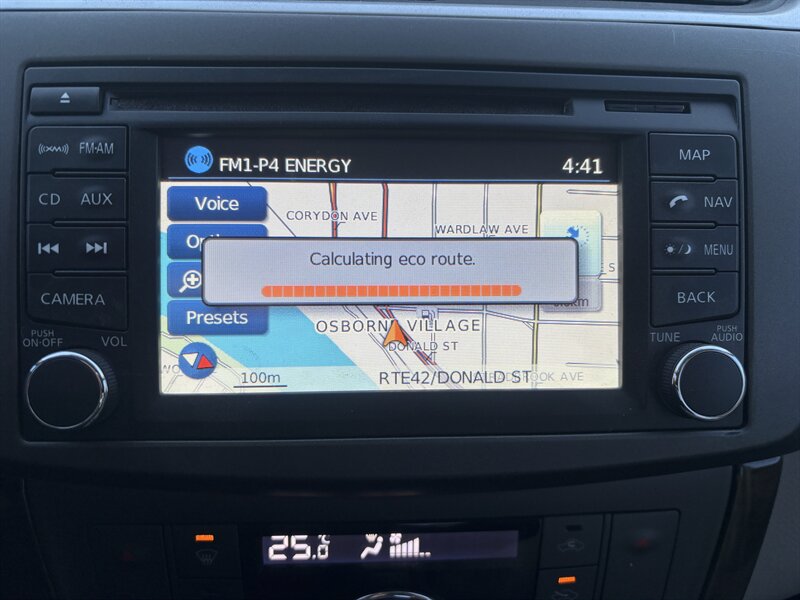 XM FM·AM
CD AUX
CAMERA
PUSH
ON·OFF
VOL
FM1-P4 ENERGY
4:41
Voice
CORYDON AVE
WARDLAW AVE
Calculating eco route.
Presets
OSBORNE VILLAGE
DONALD ST
100m
RTE42/DONALD ST
MAP
NAV
MENU
BACK
TUNE
PUSH
AUDIO
25.0 °C